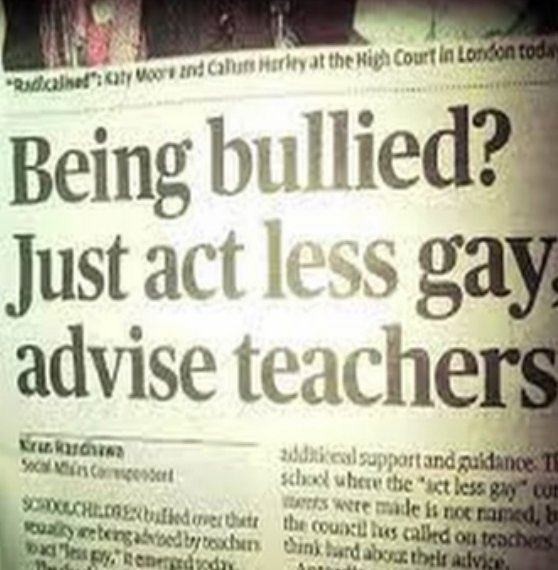 "Radicalised": Katy Moore and Callum Hurley at the High Court in London today
Being bullied?
Just act less gay,
advise teachers
Kiran Randhawa
Social Affairs Correspondent
SCHOOLCHILDREN bullied over their
sexuality are being advised by teachers
to act "less gay," it emerged today.
additional support and guidance. T
school where the "act less gay" com
ments were made is not named, b
the council has called on teachers
think hard about their advice.